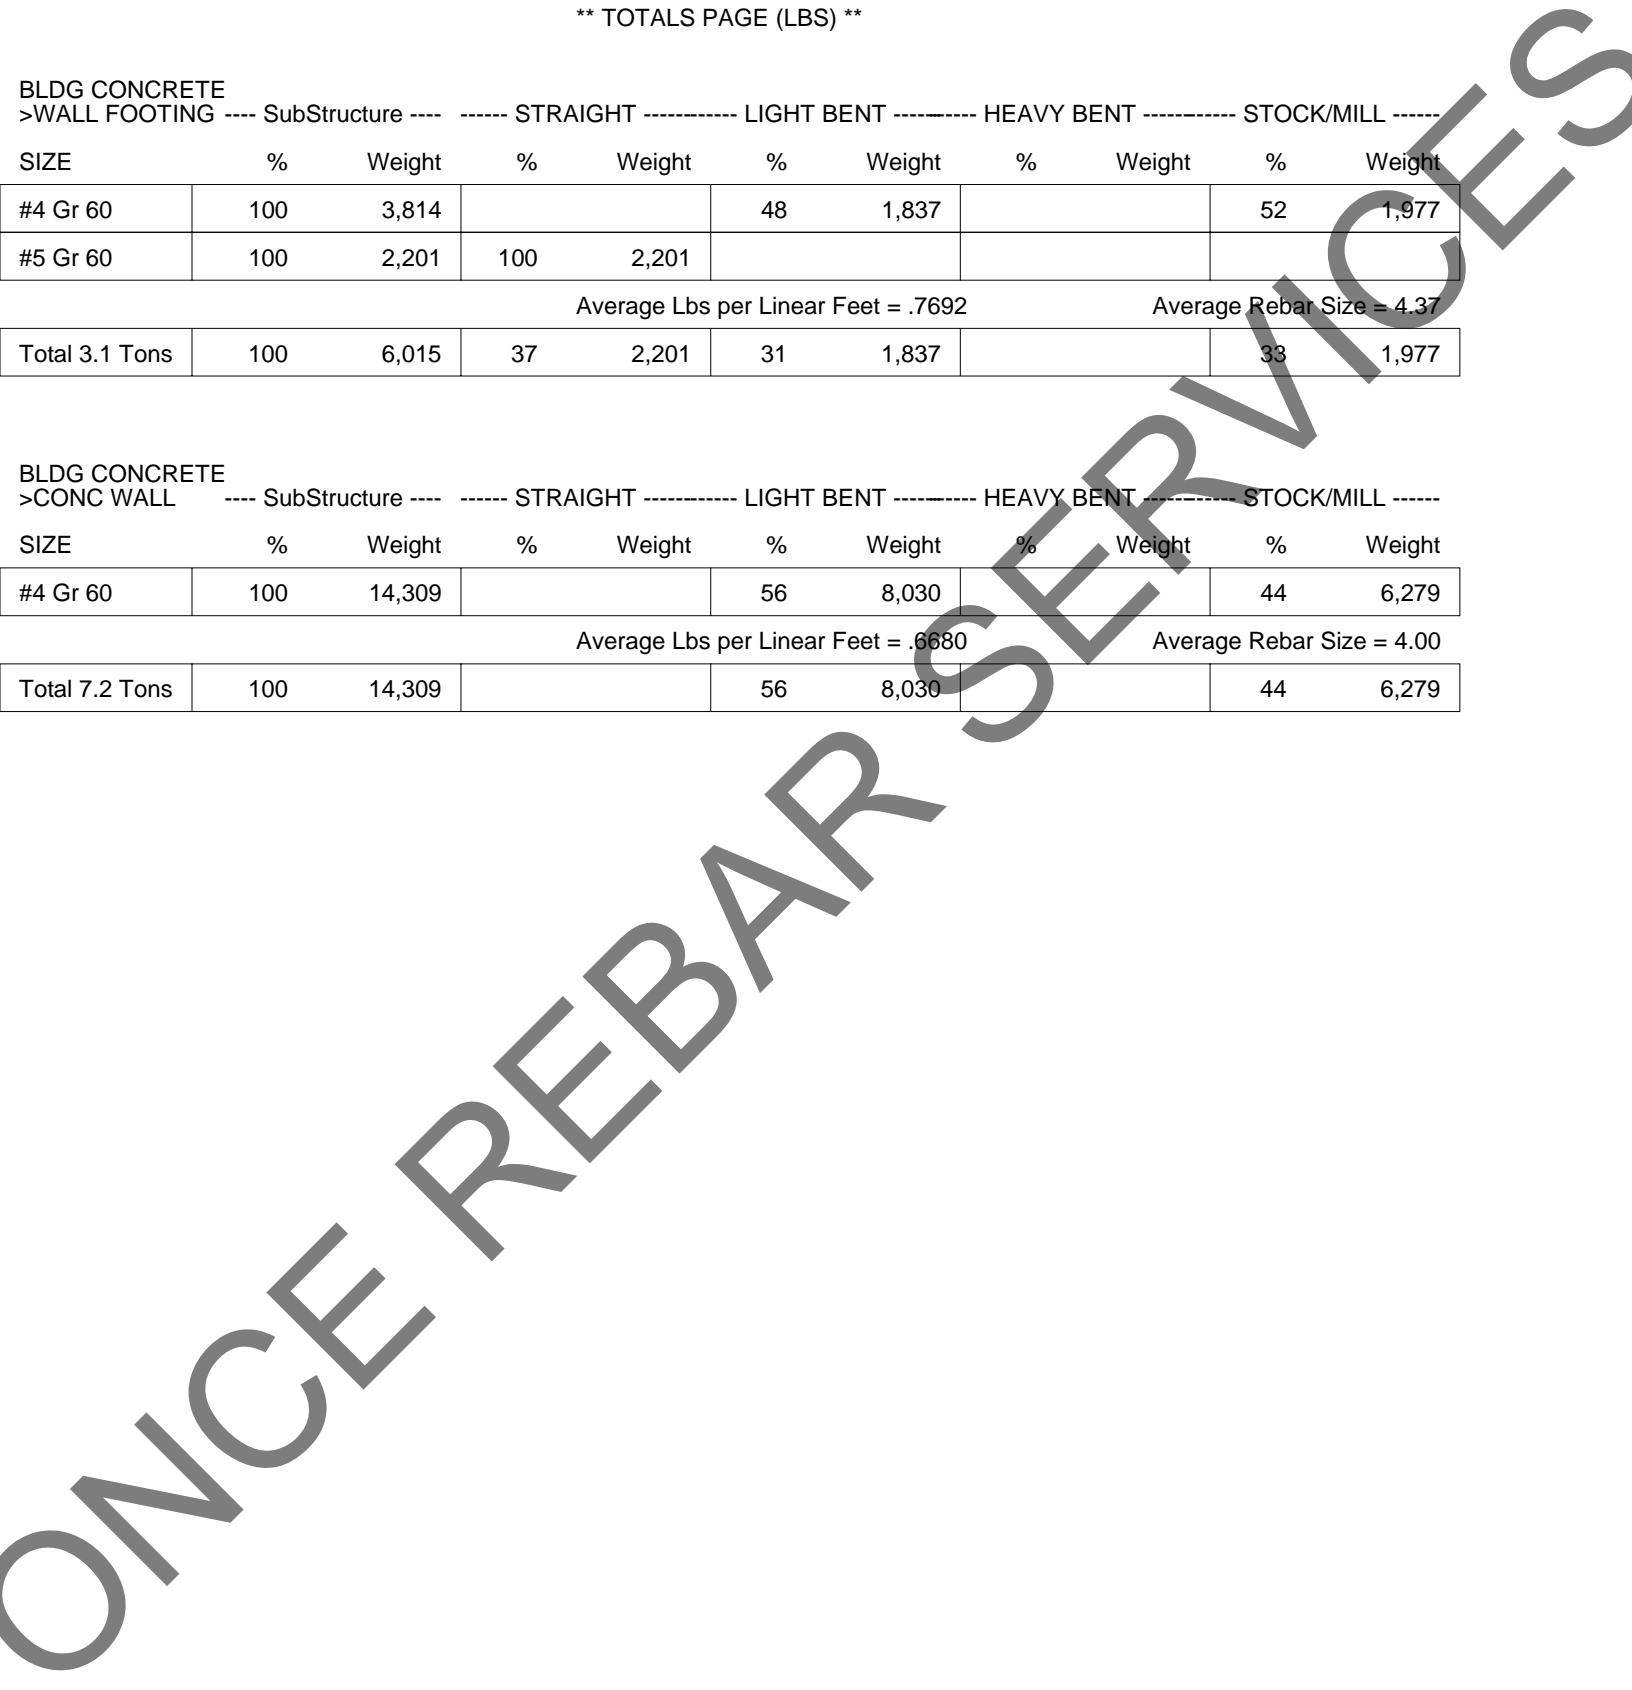 ** TOTALS PAGE (LBS) **
BLDG CONCRETE
>WALL FOOTING ---- SubStructure ---- ------ STRAIGHT ------------- LIGHT BENT ------------- HEAVY BENT ------------- STOCK/MILL ------
SIZE % Weight % Weight % Weight % Weight % Weight
#4 Gr 60 100 3,814 48 1,837 52 1,977
#5 Gr 60 100 2,201 100 2,201
Average Lbs per Linear Feet = .7692 Average Rebar Size = 4.37
Total 3.1 Tons 100 6,015 37 2,201 31 1,837 33 1,977
BLDG CONCRETE
>CONC WALL ---- SubStructure ---- ------ STRAIGHT ------------- LIGHT BENT ------------- HEAVY BENT ------------- STOCK/MILL ------
SIZE % Weight % Weight % Weight % Weight % Weight
#4 Gr 60 100 14,309 56 8,030 44 6,279
Average Lbs per Linear Feet = .6680 Average Rebar Size = 4.00
Total 7.2 Tons 100 14,309 56 8,030 44 6,279
ONCE REBAR SERVICES